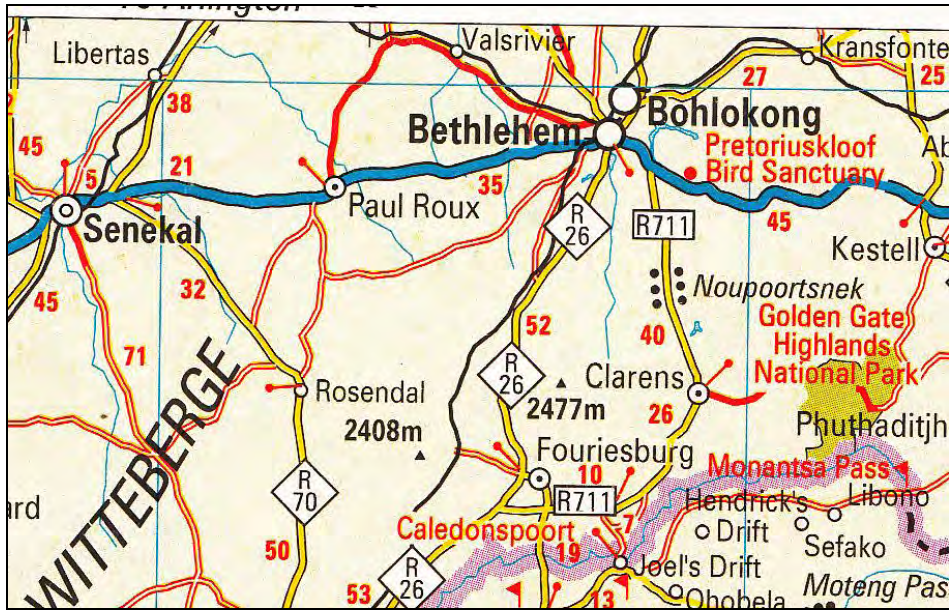 Arlington
Libertas
Valsrivier
Kransfonte
38
27
25
Bohlokong
Bethlehem
45
Pretoriuskloof
Bird Sanctuary
Ab
5
21
35
45
Paul Roux
Senekal
R
26
R711
Kestell
45
32
Noupoortsnek
52
40
Golden Gate
Highlands
National Park
71
R
26
Clarens
26
Rosendal
2477m
2408m
Phuthaditjh
Fouriesburg
WITTEBERGE
10
Monantsa Pass
R
70
R711
Hendrick's
Drift
Libono
ard
Caledonspoort
7
Sefako
50
19
Joel's Drift
R
26
53
13
Qhobela
Moteng Pas